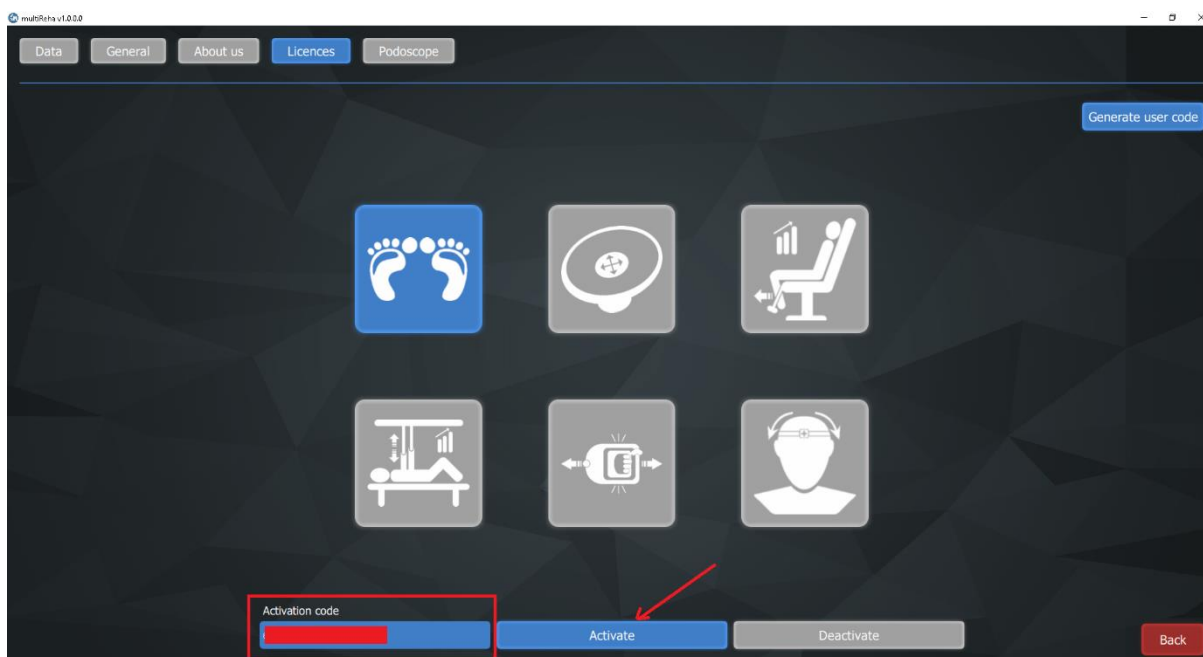 multiReha v1.0.0.0
Data General About us Licences Podoscope
Generate user code
Activation code
Activate Deactivate
Back